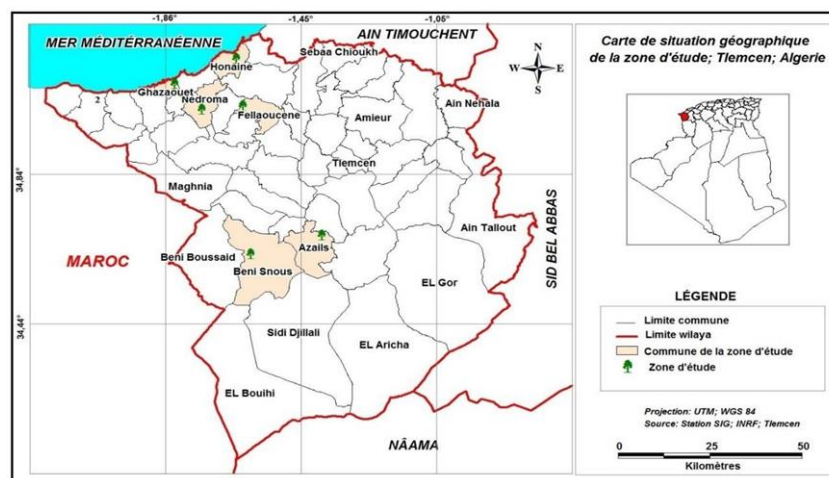 -1,86
-1,45
-1,05
MER MÉDITÉRRANÉENNE
AIN TIMOUCHENT
Honaine
Sebaa Chioukh
N
W
E
S
Ghazaouet
2
Nedroma
Fellaoucene
Ain Nehala
Amieur
Tlemcen
34,84
Maghnia
MAROC
Beni Boussaid
Azails
Beni Snous
Ain Tallout
SID BEL ABBAS
EL Gor
34,44
Sidi Djillali
EL Aricha
EL Bouihi
NÂAMA
Carte de situation géographique
de la zone d'étude; Tlemcen; Algerie
LÉGENDE
Limite commune
Limite wilaya
Commune de la zone d'étude
Zone d'étude
Projection: UTM; WGS 84
Source: Station SIG; INRF; Tlemcen
0 25 50
Kilomètres